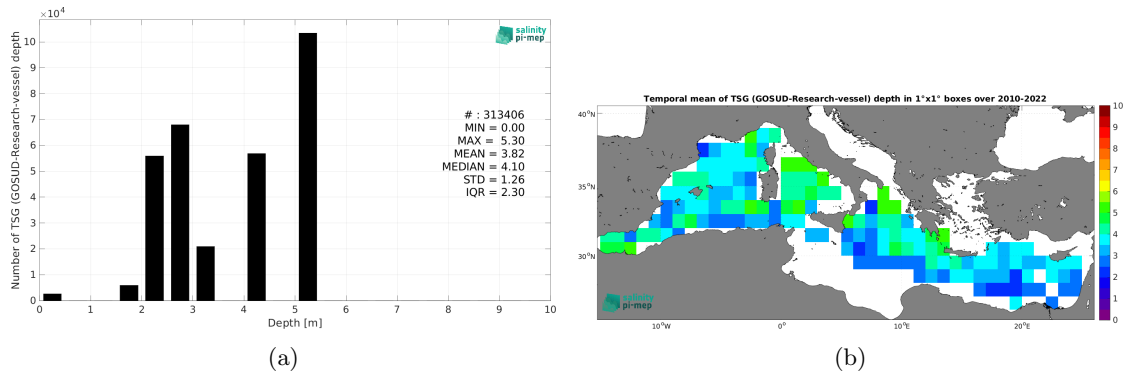 ×10⁴
10
9
8
7
6
5
4
3
2
1
0
Number of TSG (GOSUD-Research-vessel) depth
salinity
pi-mep
# : 313406
MIN = 0.00
MAX = 5.30
MEAN = 3.82
MEDIAN = 4.10
STD = 1.26
IQR = 2.30
0 1 2 3 4 5 6 7 8 9 10
Depth [m]
(a)
Temporal mean of TSG (GOSUD-Research-vessel) depth in 1°x1° boxes over 2010-2022
40°N
35°N
30°N
10°W 0° 10°E 20°E
salinity
pi-mep
10
9
8
7
6
5
4
3
2
1
0
(b)